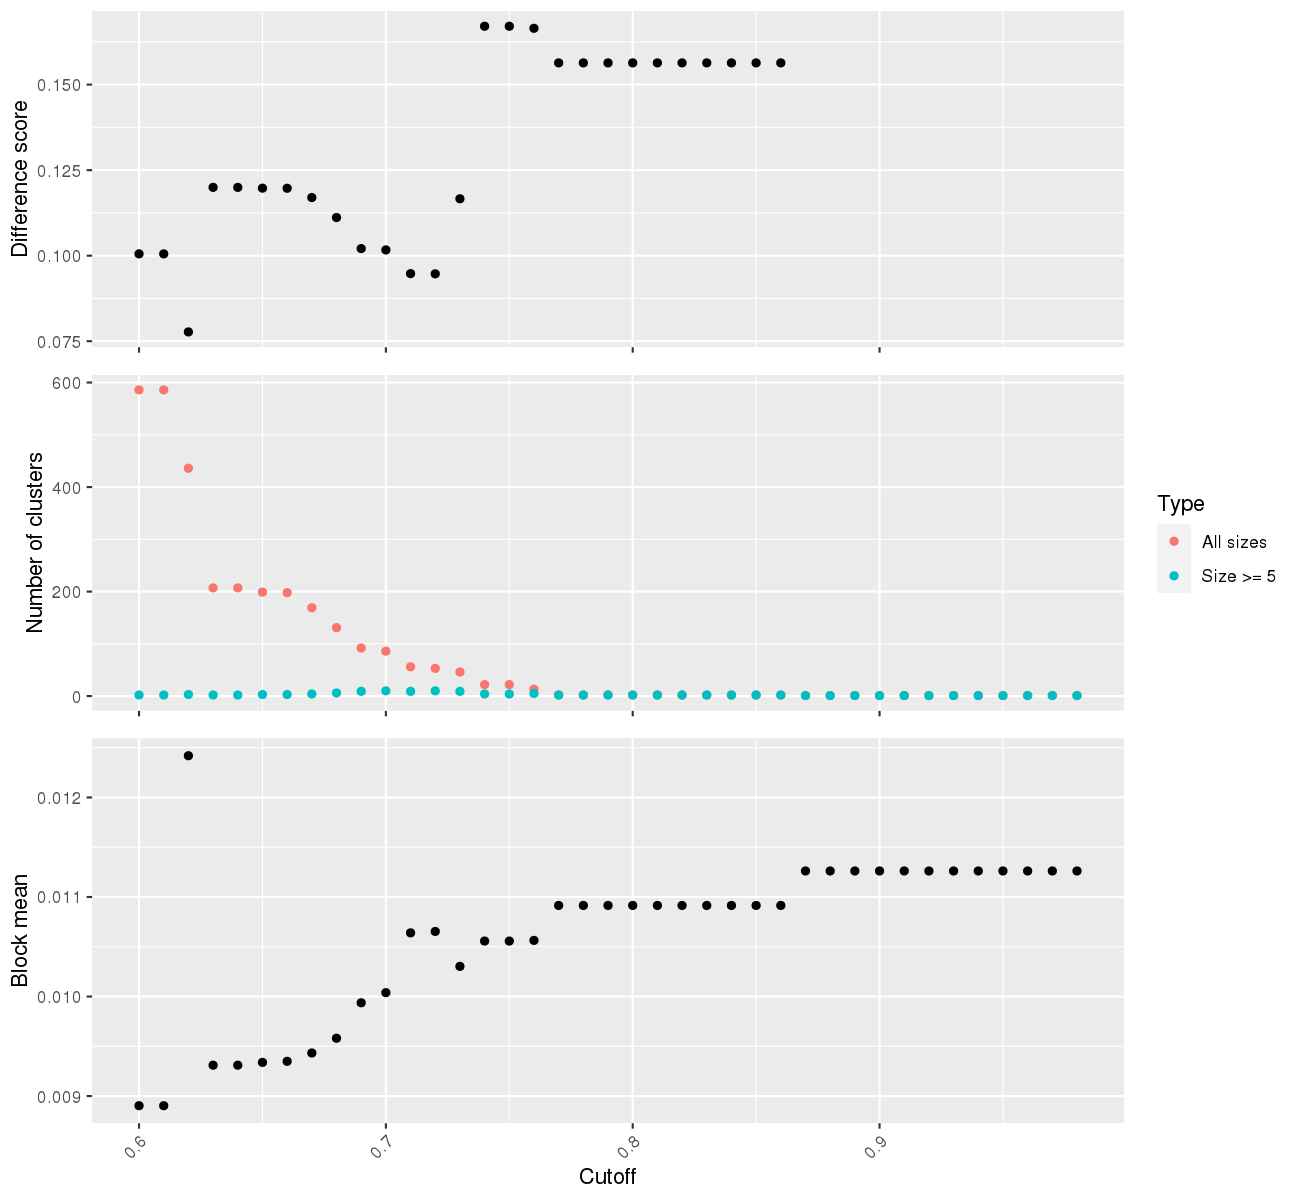 Difference score
0.150
0.125
0.100
0.075
Number of clusters
600
400
200
0
Type
All sizes
Size >= 5
Block mean
0.012
0.011
0.010
0.009
0.6
0.7
0.8
0.9
Cutoff